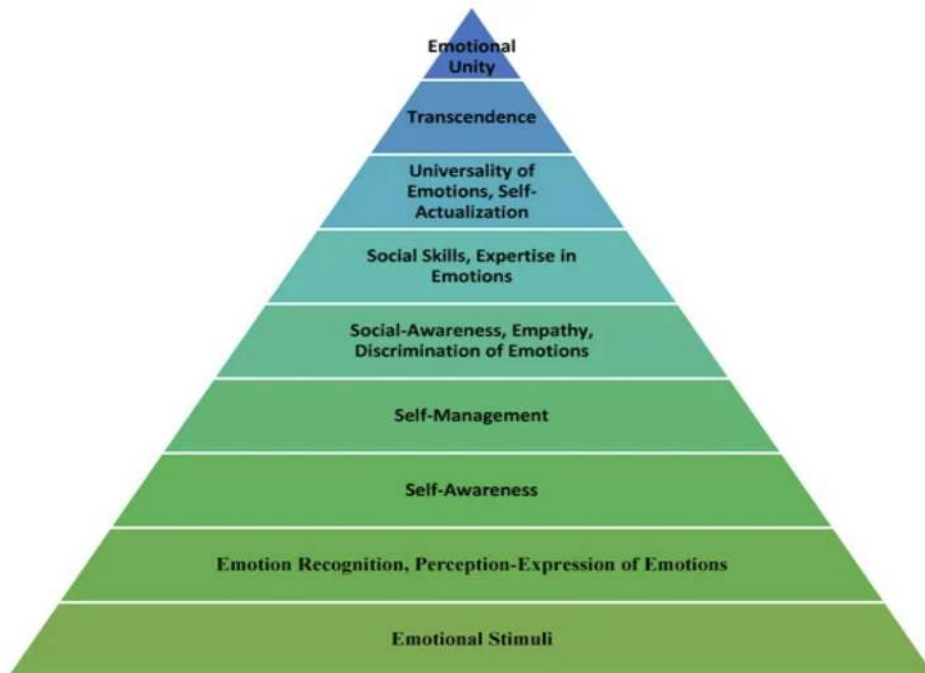 Emotional
Unity
Transcendence
Universality of
Emotions, Self-
Actualization
Social Skills, Expertise in
Emotions
Social-Awareness, Empathy,
Discrimination of Emotions
Self-Management
Self-Awareness
Emotion Recognition, Perception-Expression of Emotions
Emotional Stimuli